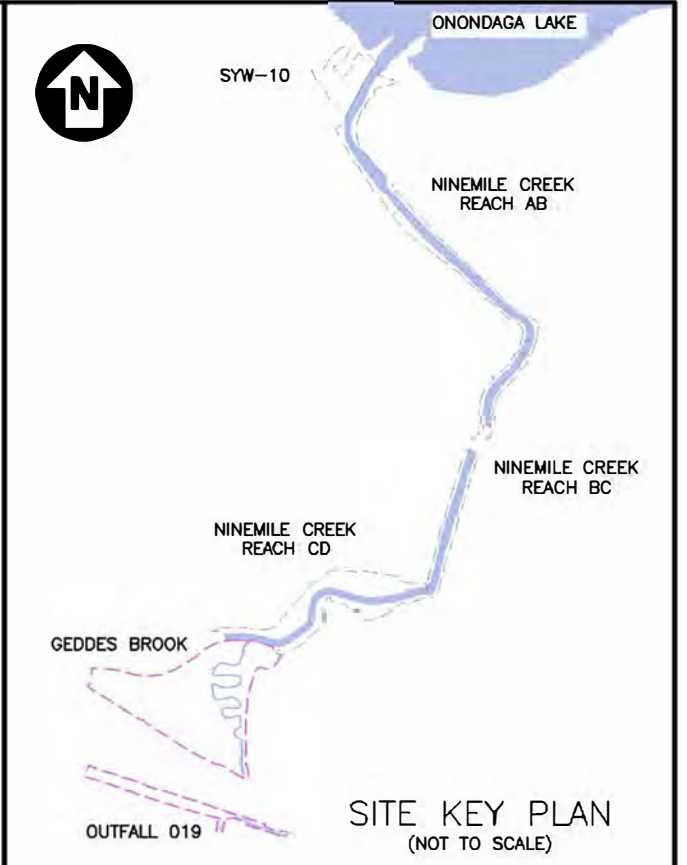 ONONDAGA LAKE
N
SYW-10
NINEMILE CREEK
REACH AB
NINEMILE CREEK
REACH BC
NINEMILE CREEK
REACH CD
GEDDES BROOK
OUTFALL 019
SITE KEY PLAN
(NOT TO SCALE)